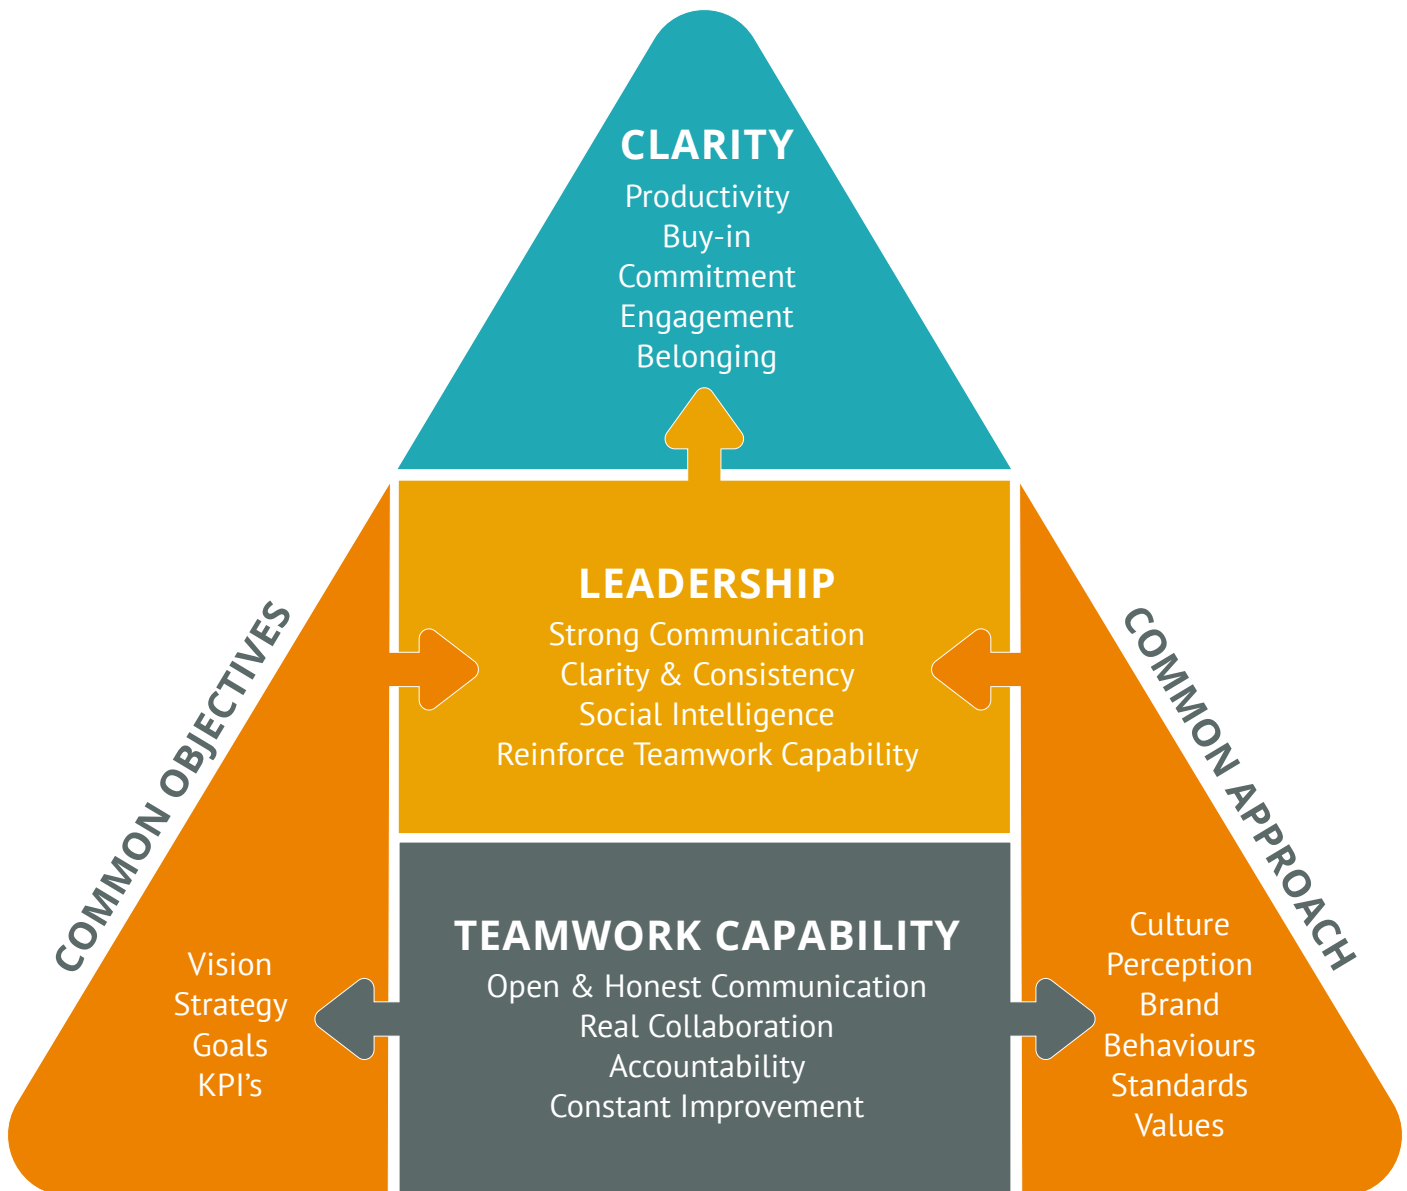 CLARITY
Productivity
Buy-in
Commitment
Engagement
Belonging
LEADERSHIP
Strong Communication
Clarity & Consistency
Social Intelligence
Reinforce Teamwork Capability
COMMON OBJECTIVES
Vision
Strategy
Goals
KPI’s
TEAMWORK CAPABILITY
Open & Honest Communication
Real Collaboration
Accountability
Constant Improvement
COMMON APPROACH
Culture
Perception
Brand
Behaviours
Standards
Values